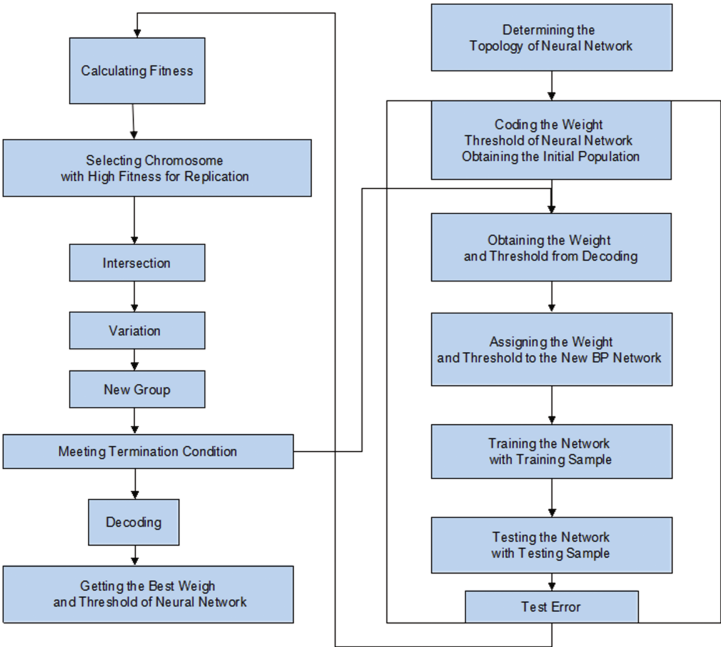 Calculating Fitness
Selecting Chromosome
with High Fitness for Replication
Intersection
Variation
New Group
Meeting Termination Condition
Decoding
Getting the Best Weigh
and Threshold of Neural Network
Determining the
Topology of Neural Network
Coding the Weight
Threshold of Neural Network
Obtaining the Initial Population
Obtaining the Weight
and Threshold from Decoding
Assigning the Weight
and Threshold to the New BP Network
Training the Network
with Training Sample
Testing the Network
with Testing Sample
Test Error